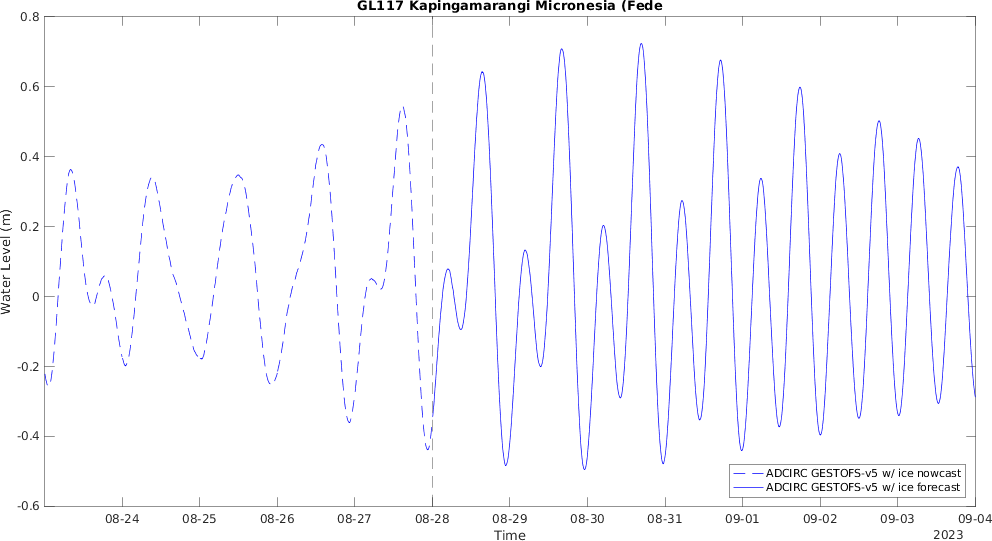 GL117 Kapingamarangi Micronesia (Fede
0.8
0.6
0.4
0.2
0
-0.2
-0.4
-0.6
Water Level (m)
08-24 08-25 08-26 08-27 08-28 08-29 08-30 08-31 09-01 09-02 09-03 09-04
2023
Time
ADCIRC GESTOFS-v5 w/ ice nowcast
ADCIRC GESTOFS-v5 w/ ice forecast